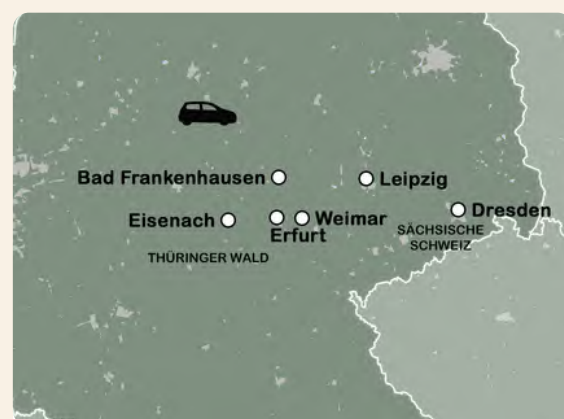 Bad Frankenhausen
Leipzig
Eisenach
Erfurt
Weimar
Dresden
SÄCHSISCHE
SCHWEIZ
THÜRINGER WALD